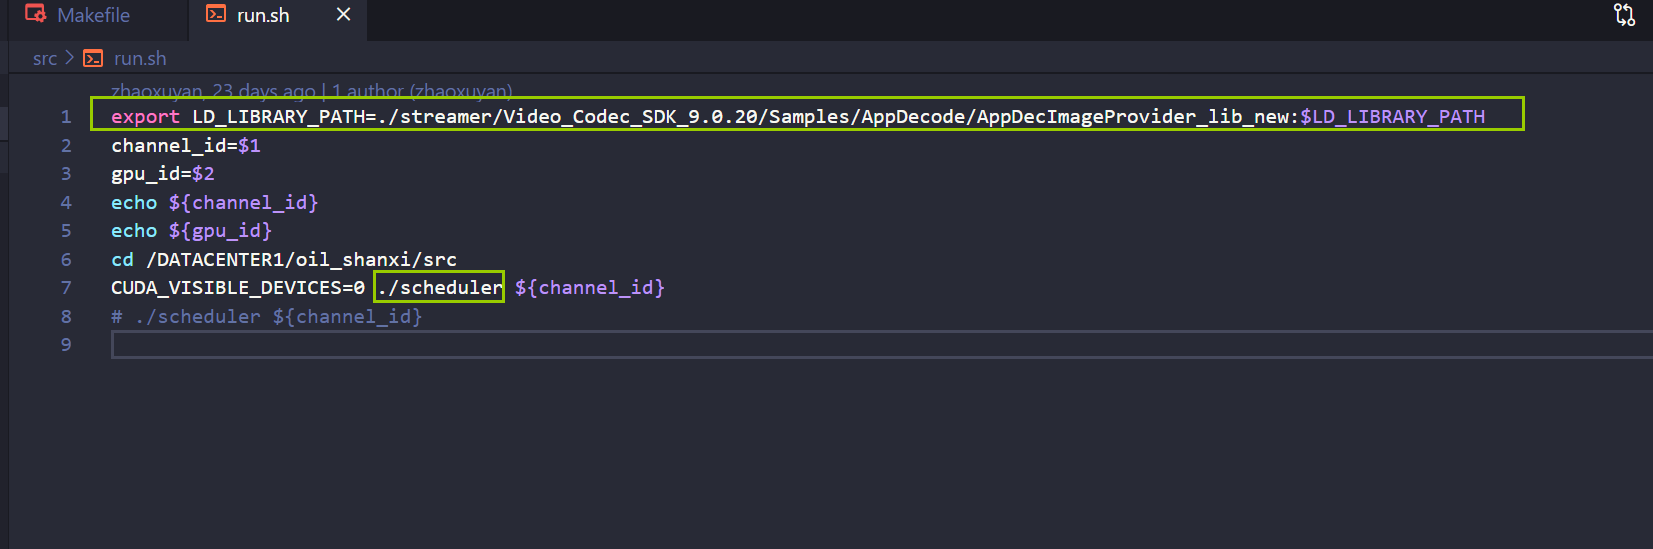 Makefile
run.sh
src > run.sh
zhaoxuyan, 23 days ago | 1 author (zhaoxuyan)
1 export LD_LIBRARY_PATH=./streamer/Video_Codec_SDK_9.0.20/Samples/AppDecode/AppDecImageProvider_lib_new:$LD_LIBRARY_PATH
2 channel_id=$1
3 gpu_id=$2
4 echo ${channel_id}
5 echo ${gpu_id}
6 cd /DATACENTER1/oil_shanxi/src
7 CUDA_VISIBLE_DEVICES=0 ./scheduler ${channel_id}
8 # ./scheduler ${channel_id}
9